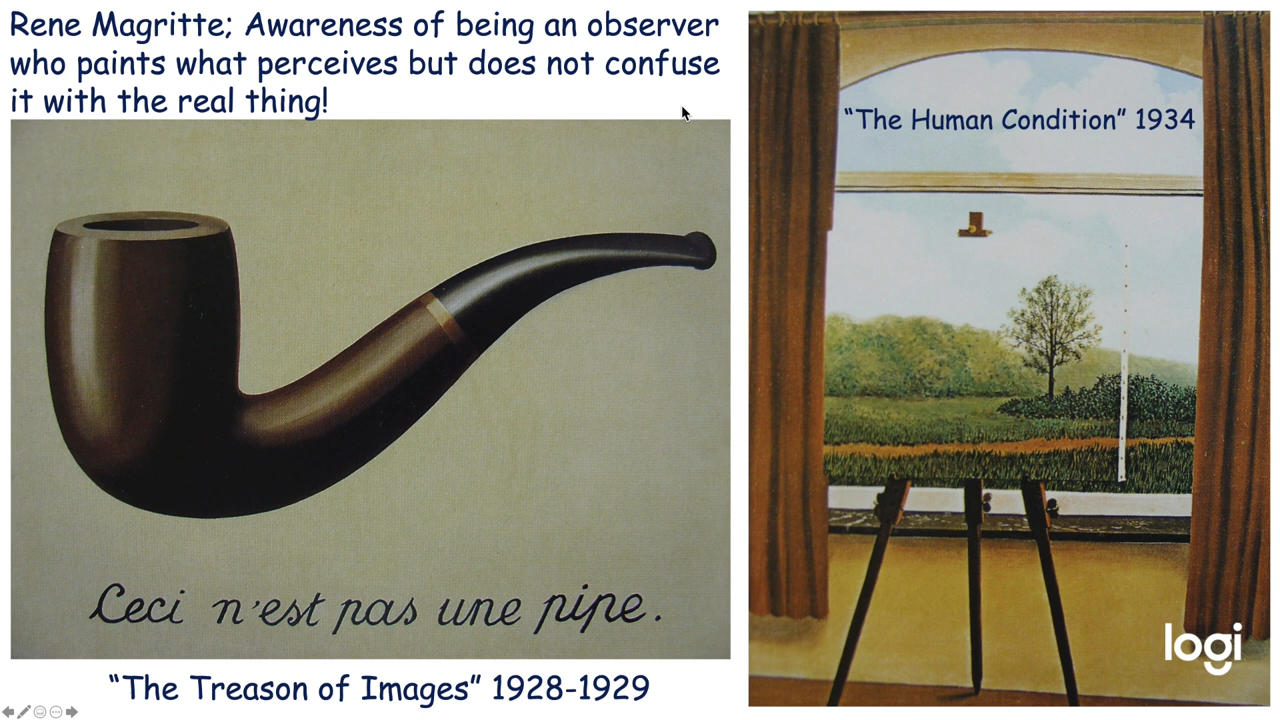 Rene Magritte; Awareness of being an observer
who paints what perceives but does not confuse
it with the real thing!
Ceci n'est pas une pipe.
“The Treason of Images” 1928-1929
“The Human Condition” 1934
logi